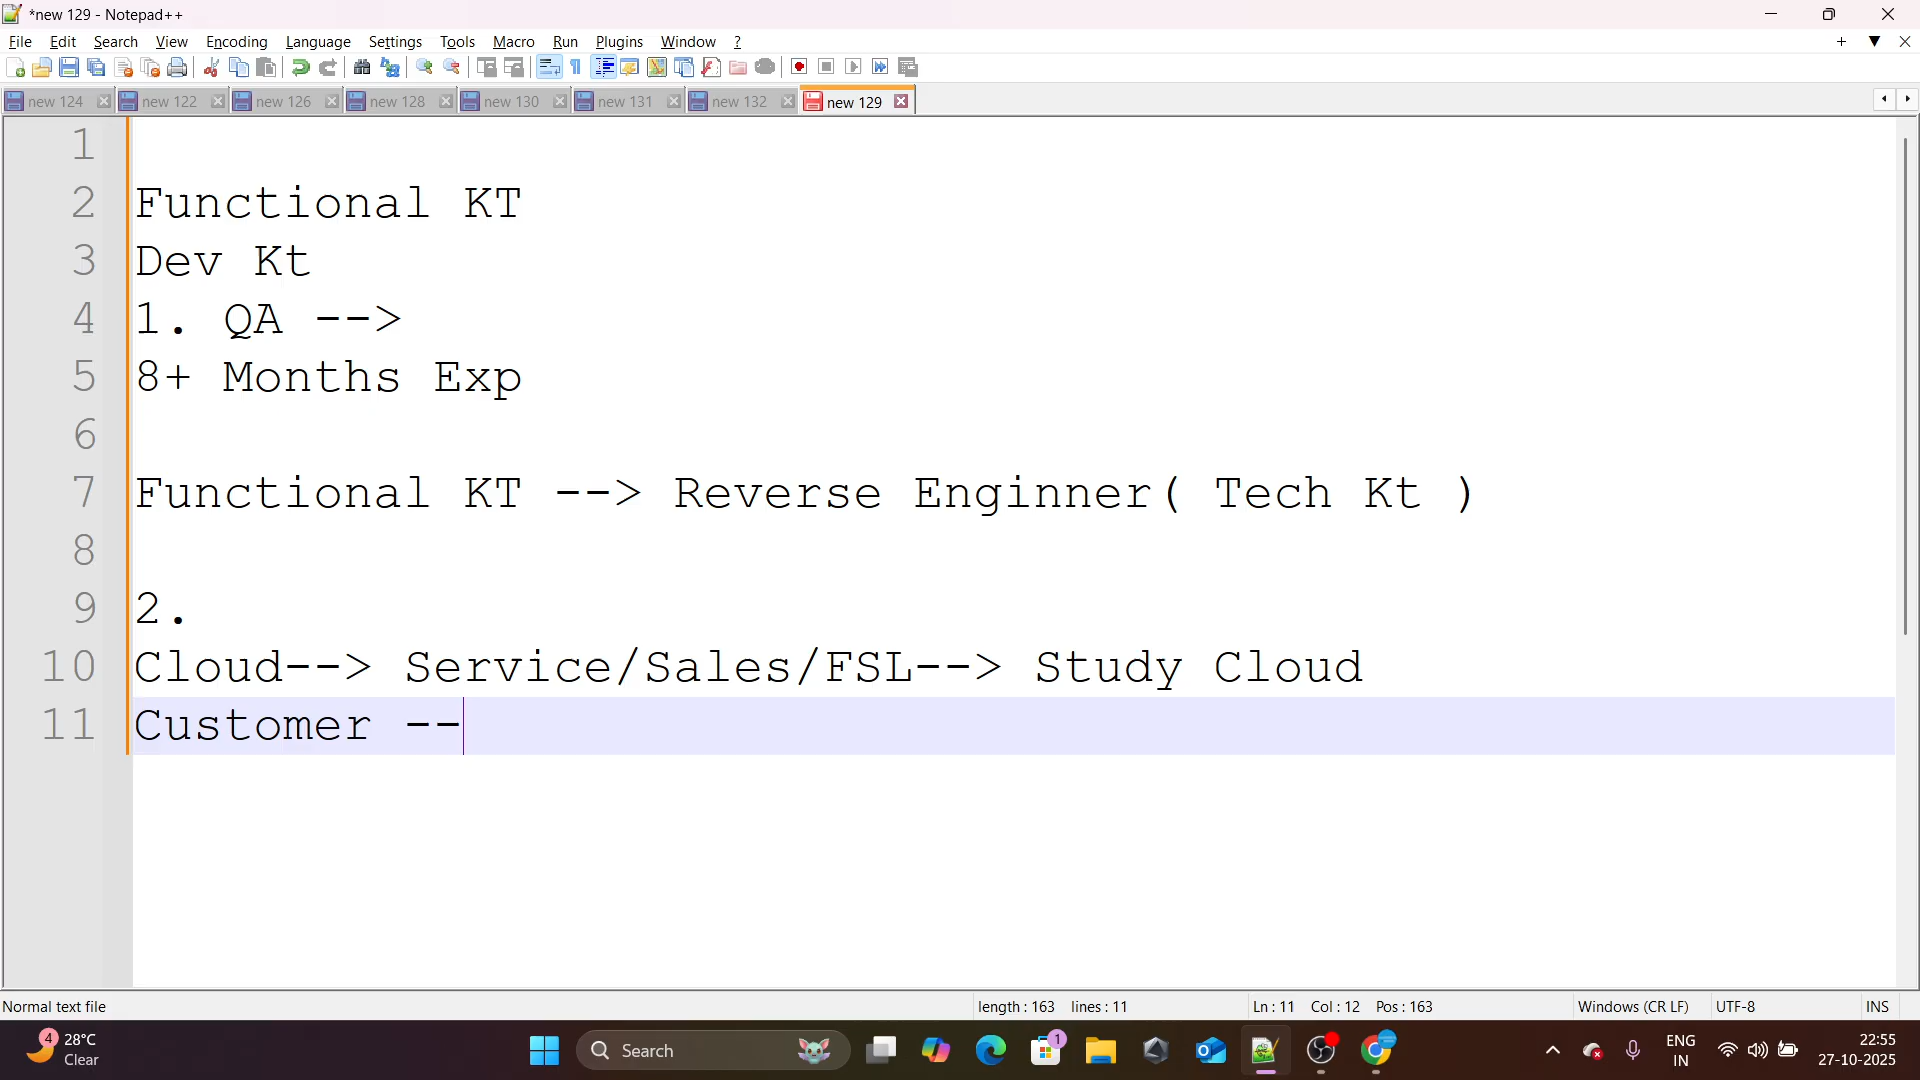 *new 129 - Notepad++
File Edit Search View Encoding Language Settings Tools Macro Run Plugins Window ?
new 124 new 122 new 126 new 128 new 130 new 131 new 132 new 129
1
2 Functional KT
3 Dev Kt
4 1. QA -->
5 8+ Months Exp
6
7 Functional KT --> Reverse Enginner( Tech Kt )
8
9 2.
10 Cloud--> Service/Sales/FSL--> Study Cloud
11 Customer --
Normal text file length : 163 lines : 11 Ln : 11 Col : 12 Pos : 163 Windows (CR LF) UTF-8 INS
4 28°C
Clear
Search
1
ENG
IN
22:55
27-10-2025